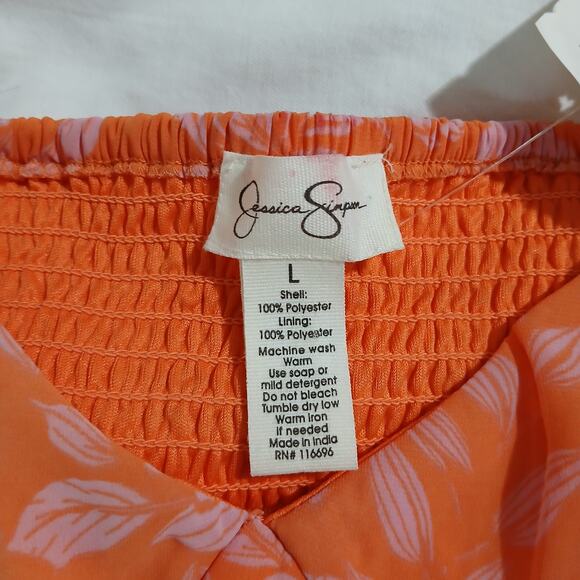 Jessica Simpson
L
Shell:
100% Polyester
Lining:
100% Polyester
Machine wash
Warm
Use soap or
mild detergent
Do not bleach
Tumble dry low
Warm iron
if needed
Made in India
RN# 116696